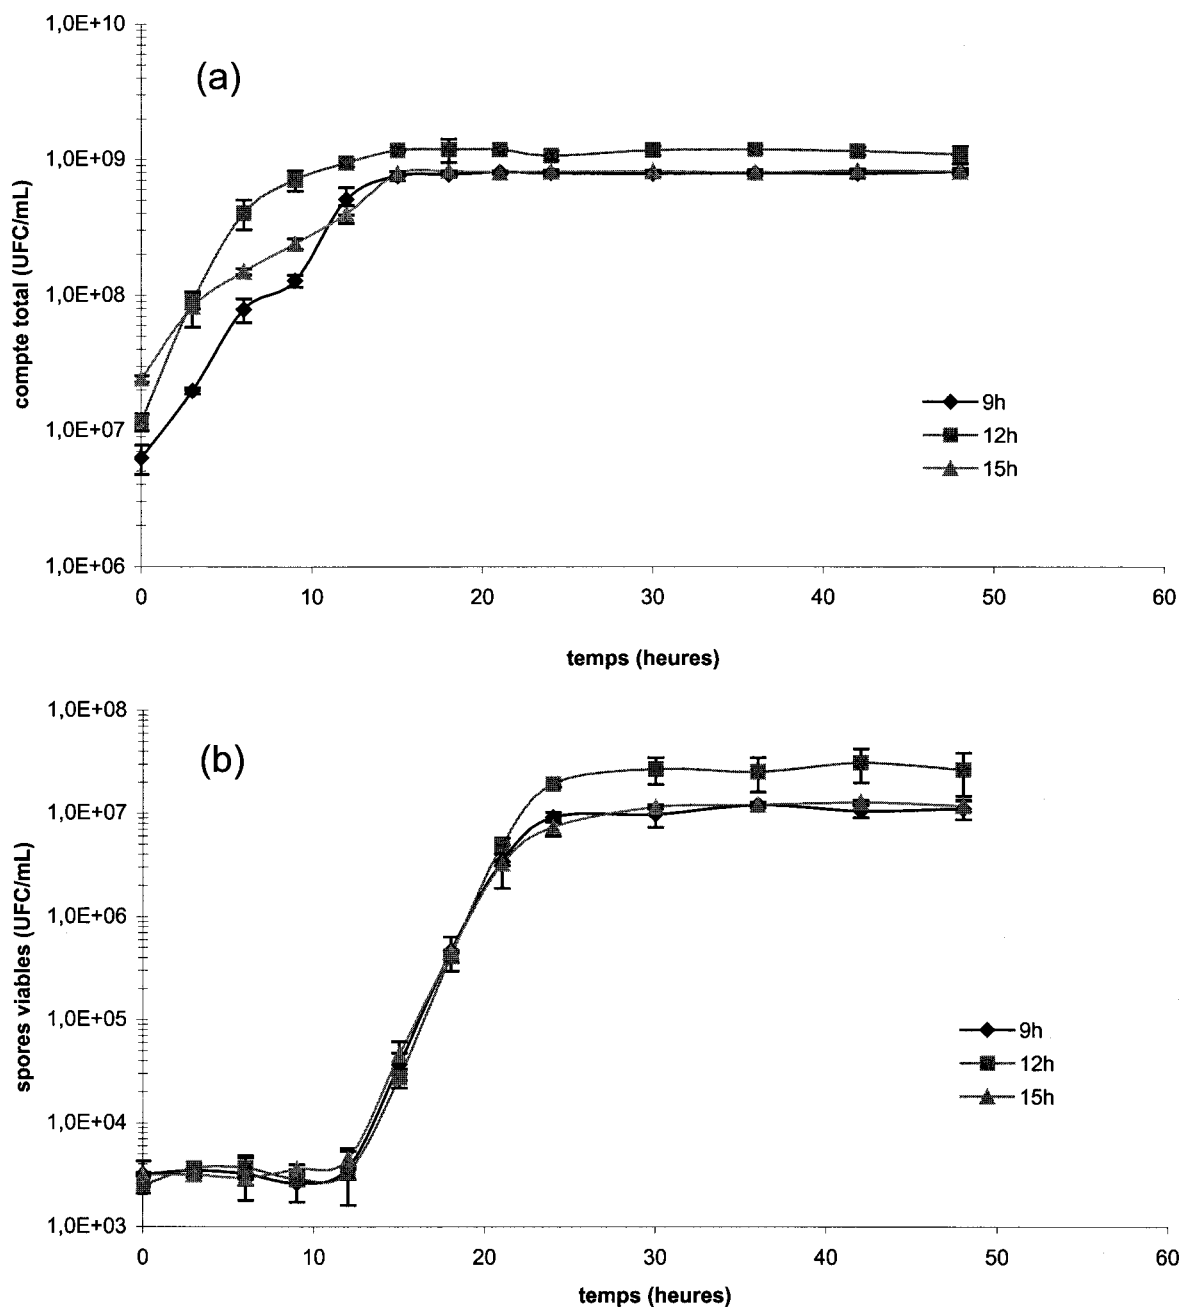 1,0E+10
(a)
1,0E+09
1,0E+08
1,0E+07
1,0E+06
compte total (UFC/mL)
9h
12h
15h
0 10 20 30 40 50 60
temps (heures)
1,0E+08
(b)
1,0E+07
1,0E+06
1,0E+05
1,0E+04
1,0E+03
spores viables (UFC/mL)
9h
12h
15h
0 10 20 30 40 50 60
temps (heures)